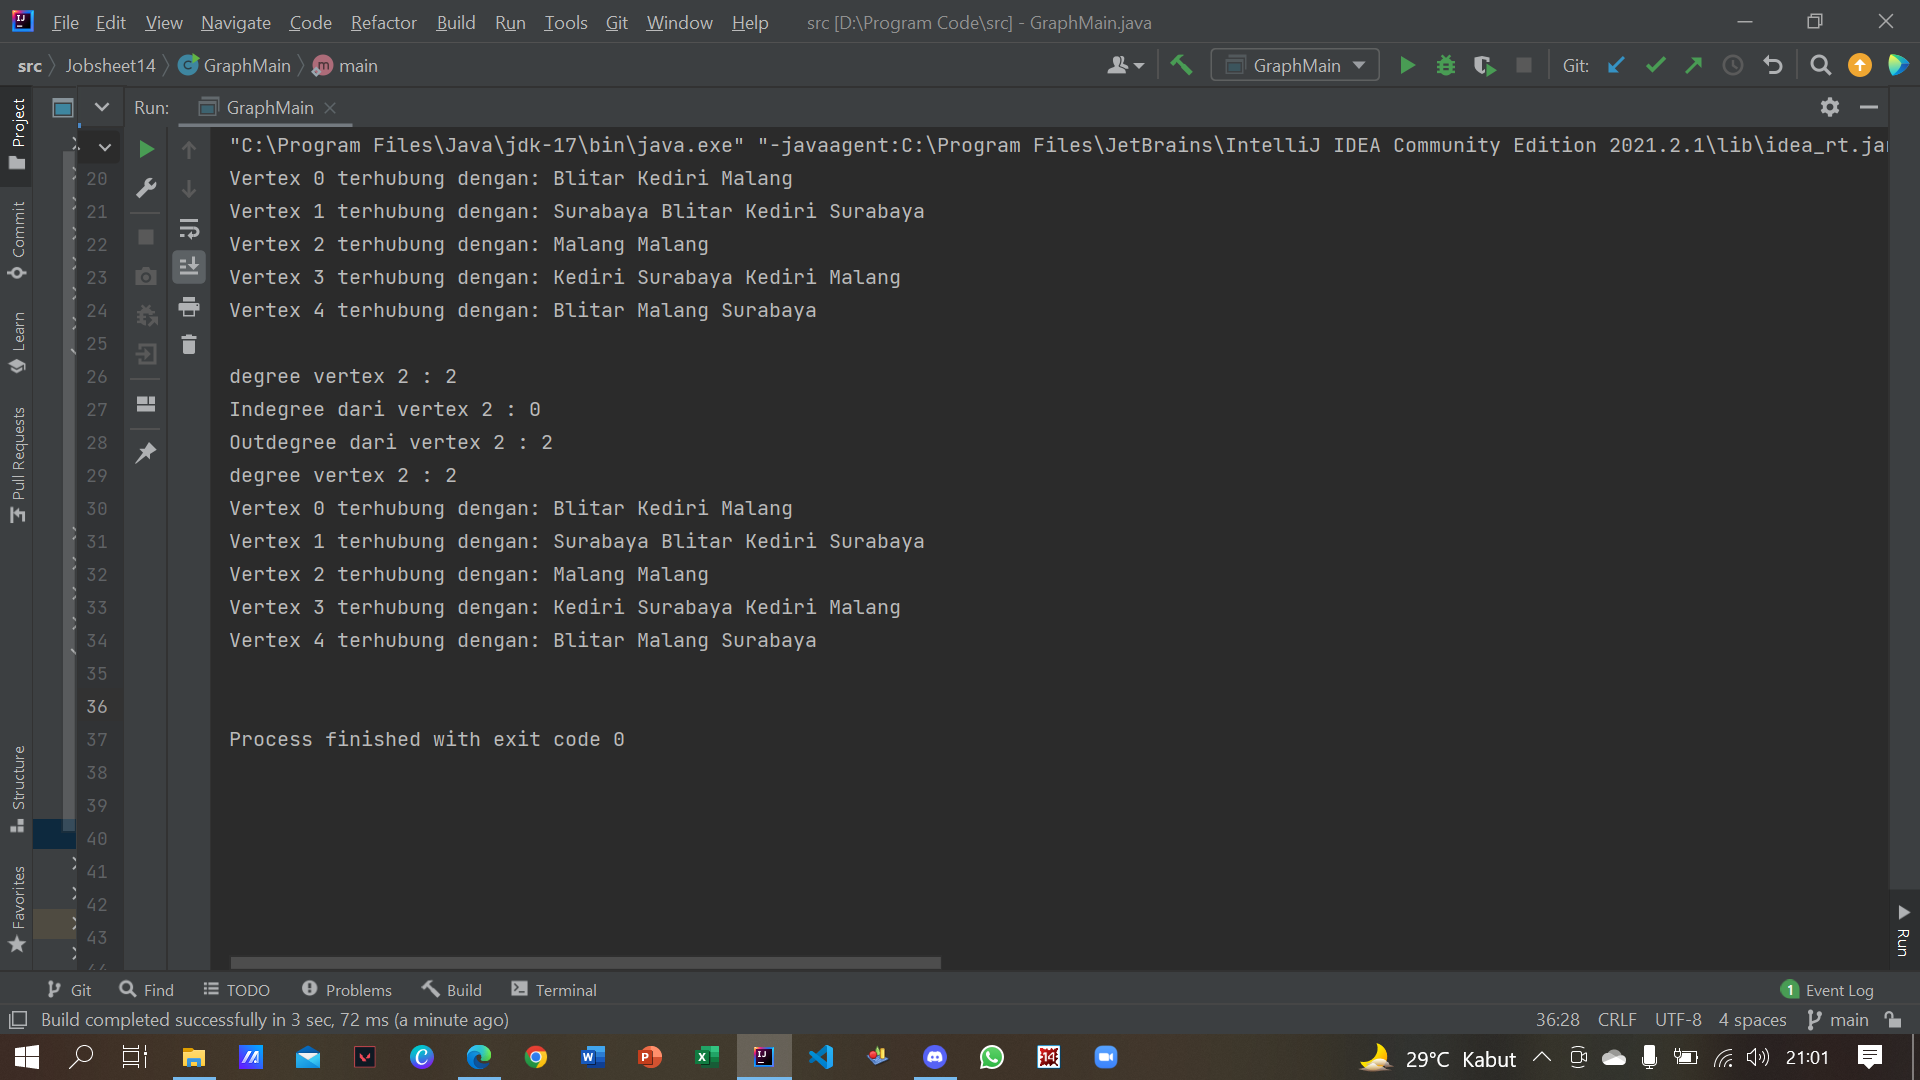 File Edit View Navigate Code Refactor Build Run Tools Git Window Help src [D:\Program Code\src] - GraphMain.java
src Jobsheet14 GraphMain main GraphMain Git:
Run: GraphMain
"C:\Program Files\Java\jdk-17\bin\java.exe" "-javaagent:C:\Program Files\JetBrains\IntelliJ IDEA Community Edition 2021.2.1\lib\idea_rt.jar
20 Vertex 0 terhubung dengan: Blitar Kediri Malang
21 Vertex 1 terhubung dengan: Surabaya Blitar Kediri Surabaya
22 Vertex 2 terhubung dengan: Malang Malang
23 Vertex 3 terhubung dengan: Kediri Surabaya Kediri Malang
24 Vertex 4 terhubung dengan: Blitar Malang Surabaya
25
26 degree vertex 2 : 2
27 Indegree dari vertex 2 : 0
28 Outdegree dari vertex 2 : 2
29 degree vertex 2 : 2
30 Vertex 0 terhubung dengan: Blitar Kediri Malang
31 Vertex 1 terhubung dengan: Surabaya Blitar Kediri Surabaya
32 Vertex 2 terhubung dengan: Malang Malang
33 Vertex 3 terhubung dengan: Kediri Surabaya Kediri Malang
34 Vertex 4 terhubung dengan: Blitar Malang Surabaya
35
36
37 Process finished with exit code 0
38
39
40
41
42
43
Project
Commit
Learn
Pull Requests
Structure
Favorites
Run
Git Find TODO Problems Build Terminal 1 Event Log
Build completed successfully in 3 sec, 72 ms (a minute ago) 36:28 CRLF UTF-8 4 spaces main
29°C Kabut 21:01